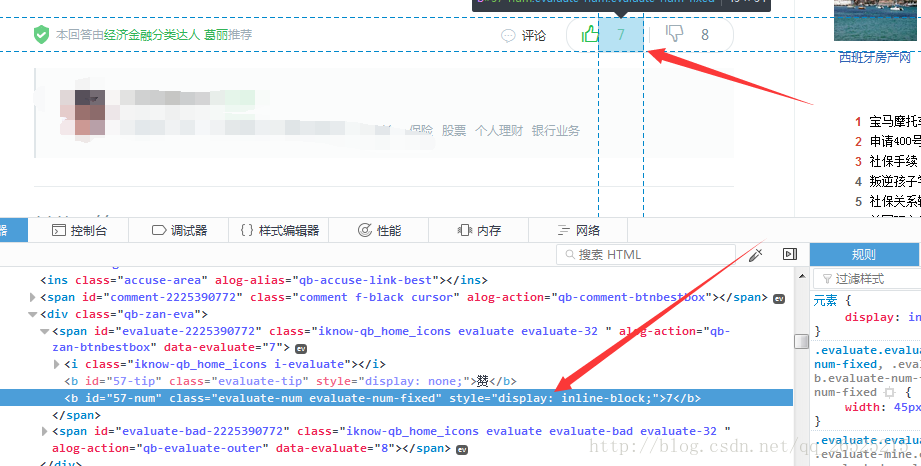 本回答由经济金融分类达人 蔓丽推荐
评论
7
8
西班牙房产网
保险 股票 个人理财 银行业务
1 宝马摩托车
2 申请400号
3 社保手续
4 叛逆孩子
5 社保关系
器 控制台 调试器 {} 样式编辑器 性能 内存 网络
搜索 HTML
规则
过滤样式
<ins class="accuse-area" alog-alias="qb-accuse-link-best"></ins>
<span id="comment-2225390772" class="comment f-black cursor" alog-action="qb-comment-btnbestbox"></span> ev
<div class="qb-zan-eva">
<span id="evaluate-2225390772" class="iknow-qb_home_icons evaluate evaluate-32 " alog-action="qb-
zan-btnbestbox" data-evaluate="7"> ev
<i class="iknow-qb_home_icons i-evaluate"></i>
<b id="57-tip" class="evaluate-tip" style="display: none;">赞</b>
<b id="57-num" class="evaluate-num evaluate-num-fixed" style="display: inline-block;">7</b>
</span>
<span id="evaluate-bad-2225390772" class="iknow-qb_home_icons evaluate evaluate-bad evaluate-32 "
alog-action="qb-evaluate-outer" data-evaluate="8"></span> ev
</div>
元素 {
display: in
}
.evaluate.evalu
num-fixed, .eva
b.evaluate-num-
num-fixed {
width: 45px
}
.evaluate.evalu
.evaluate-mine.
http://blog.csdn.net/qq